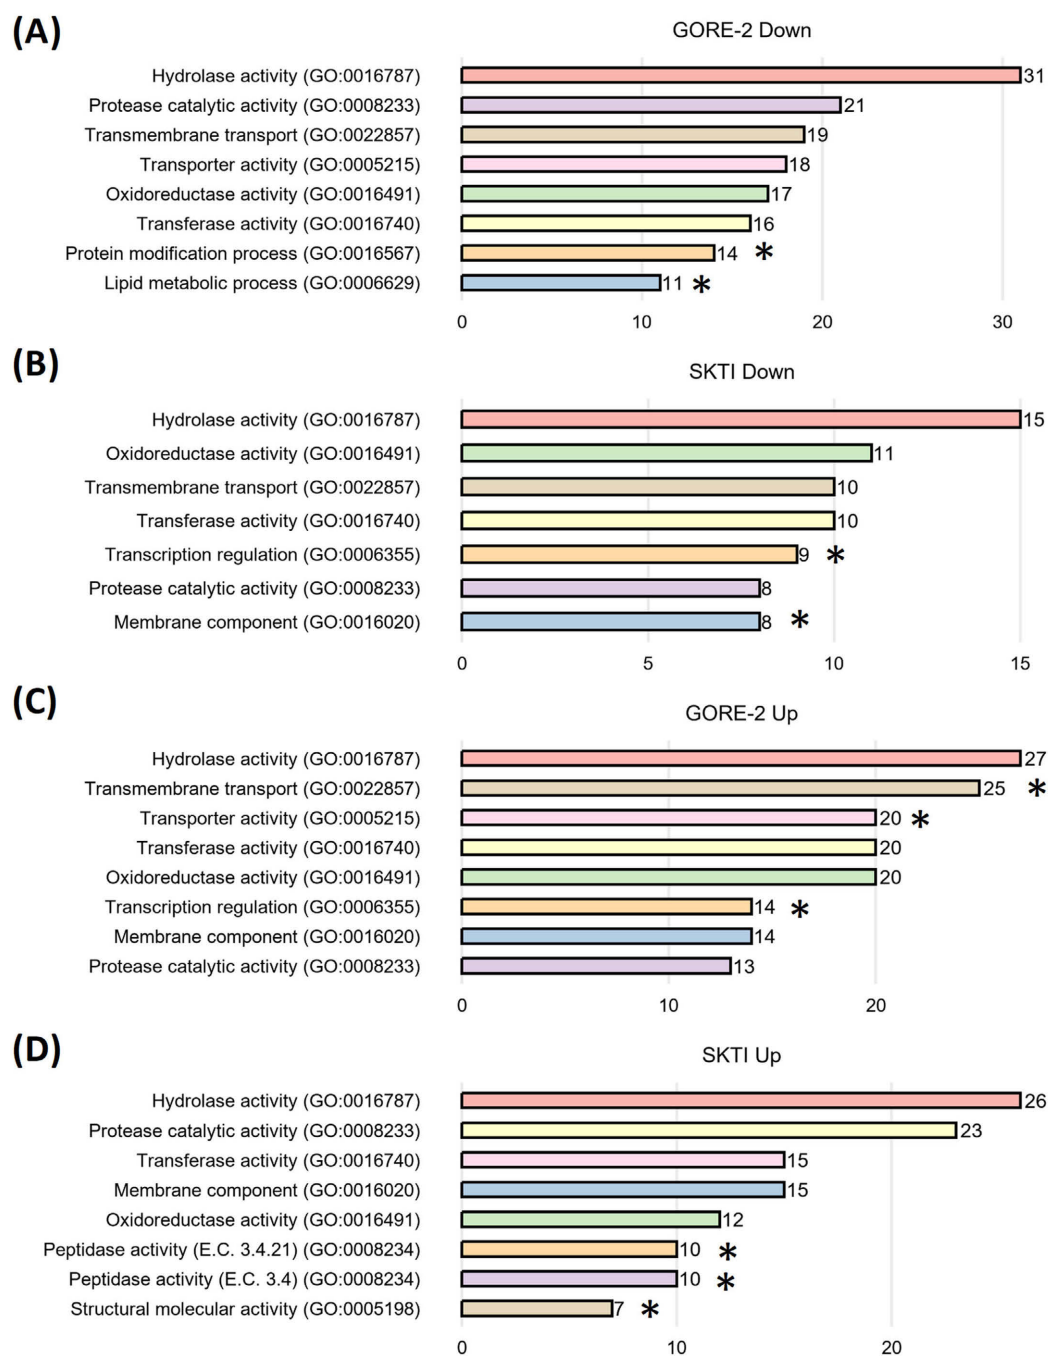 (A)
GORE-2 Down
Hydrolase activity (GO:0016787) 31
Protease catalytic activity (GO:0008233) 21
Transmembrane transport (GO:0022857) 19
Transporter activity (GO:0005215) 18
Oxidoreductase activity (GO:0016491) 17
Transferase activity (GO:0016740) 16
Protein modification process (GO:0016567) 14 *
Lipid metabolic process (GO:0006629) 11 *
0 10 20 30
(B)
SKTI Down
Hydrolase activity (GO:0016787) 15
Oxidoreductase activity (GO:0016491) 11
Transmembrane transport (GO:0022857) 10
Transferase activity (GO:0016740) 10
Transcription regulation (GO:0006355) 9 *
Protease catalytic activity (GO:0008233) 8
Membrane component (GO:0016020) 8 *
0 5 10 15
(C)
GORE-2 Up
Hydrolase activity (GO:0016787) 27
Transmembrane transport (GO:0022857) 25 *
Transporter activity (GO:0005215) 20 *
Transferase activity (GO:0016740) 20
Oxidoreductase activity (GO:0016491) 20
Transcription regulation (GO:0006355) 14 *
Membrane component (GO:0016020) 14
Protease catalytic activity (GO:0008233) 13
0 10 20
(D)
SKTI Up
Hydrolase activity (GO:0016787) 26
Protease catalytic activity (GO:0008233) 23
Transferase activity (GO:0016740) 15
Membrane component (GO:0016020) 15
Oxidoreductase activity (GO:0016491) 12
Peptidase activity (E.C. 3.4.21) (GO:0008234) 10 *
Peptidase activity (E.C. 3.4) (GO:0008234) 10 *
Structural molecular activity (GO:0005198) 7 *
0 10 20